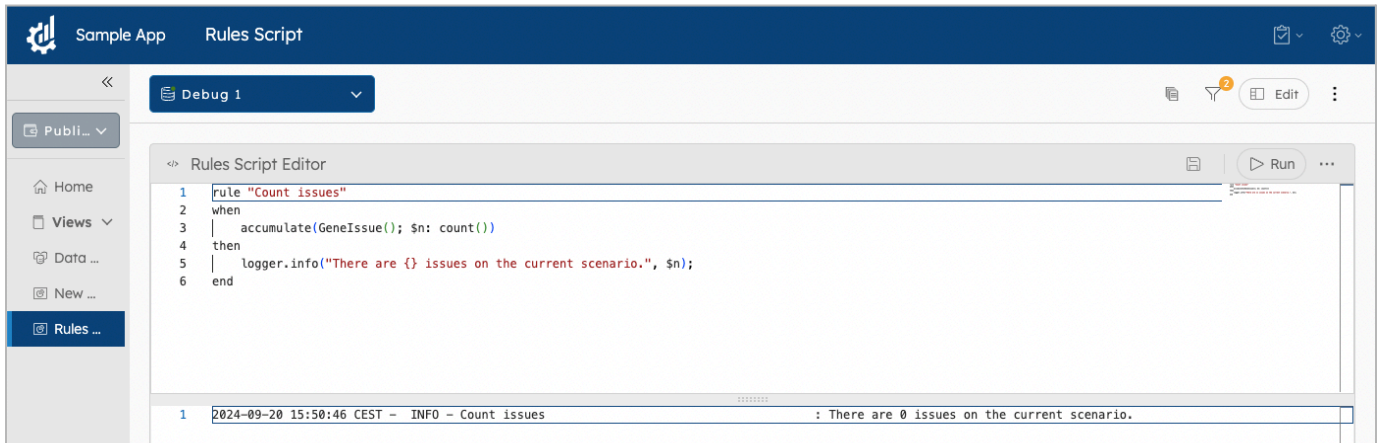 Sample App Rules Script
Debug 1
2
Edit
Publi...
Rules Script Editor
Run
Home
Views
Data ...
New ...
Rules ...
1 rule "Count issues"
2 when
3 accumulate(GeneIssue(); $n: count())
4 then
5 logger.info("There are {} issues on the current scenario.", $n);
6 end
1 2024-09-20 15:50:46 CEST - INFO - Count issues : There are 0 issues on the current scenario.